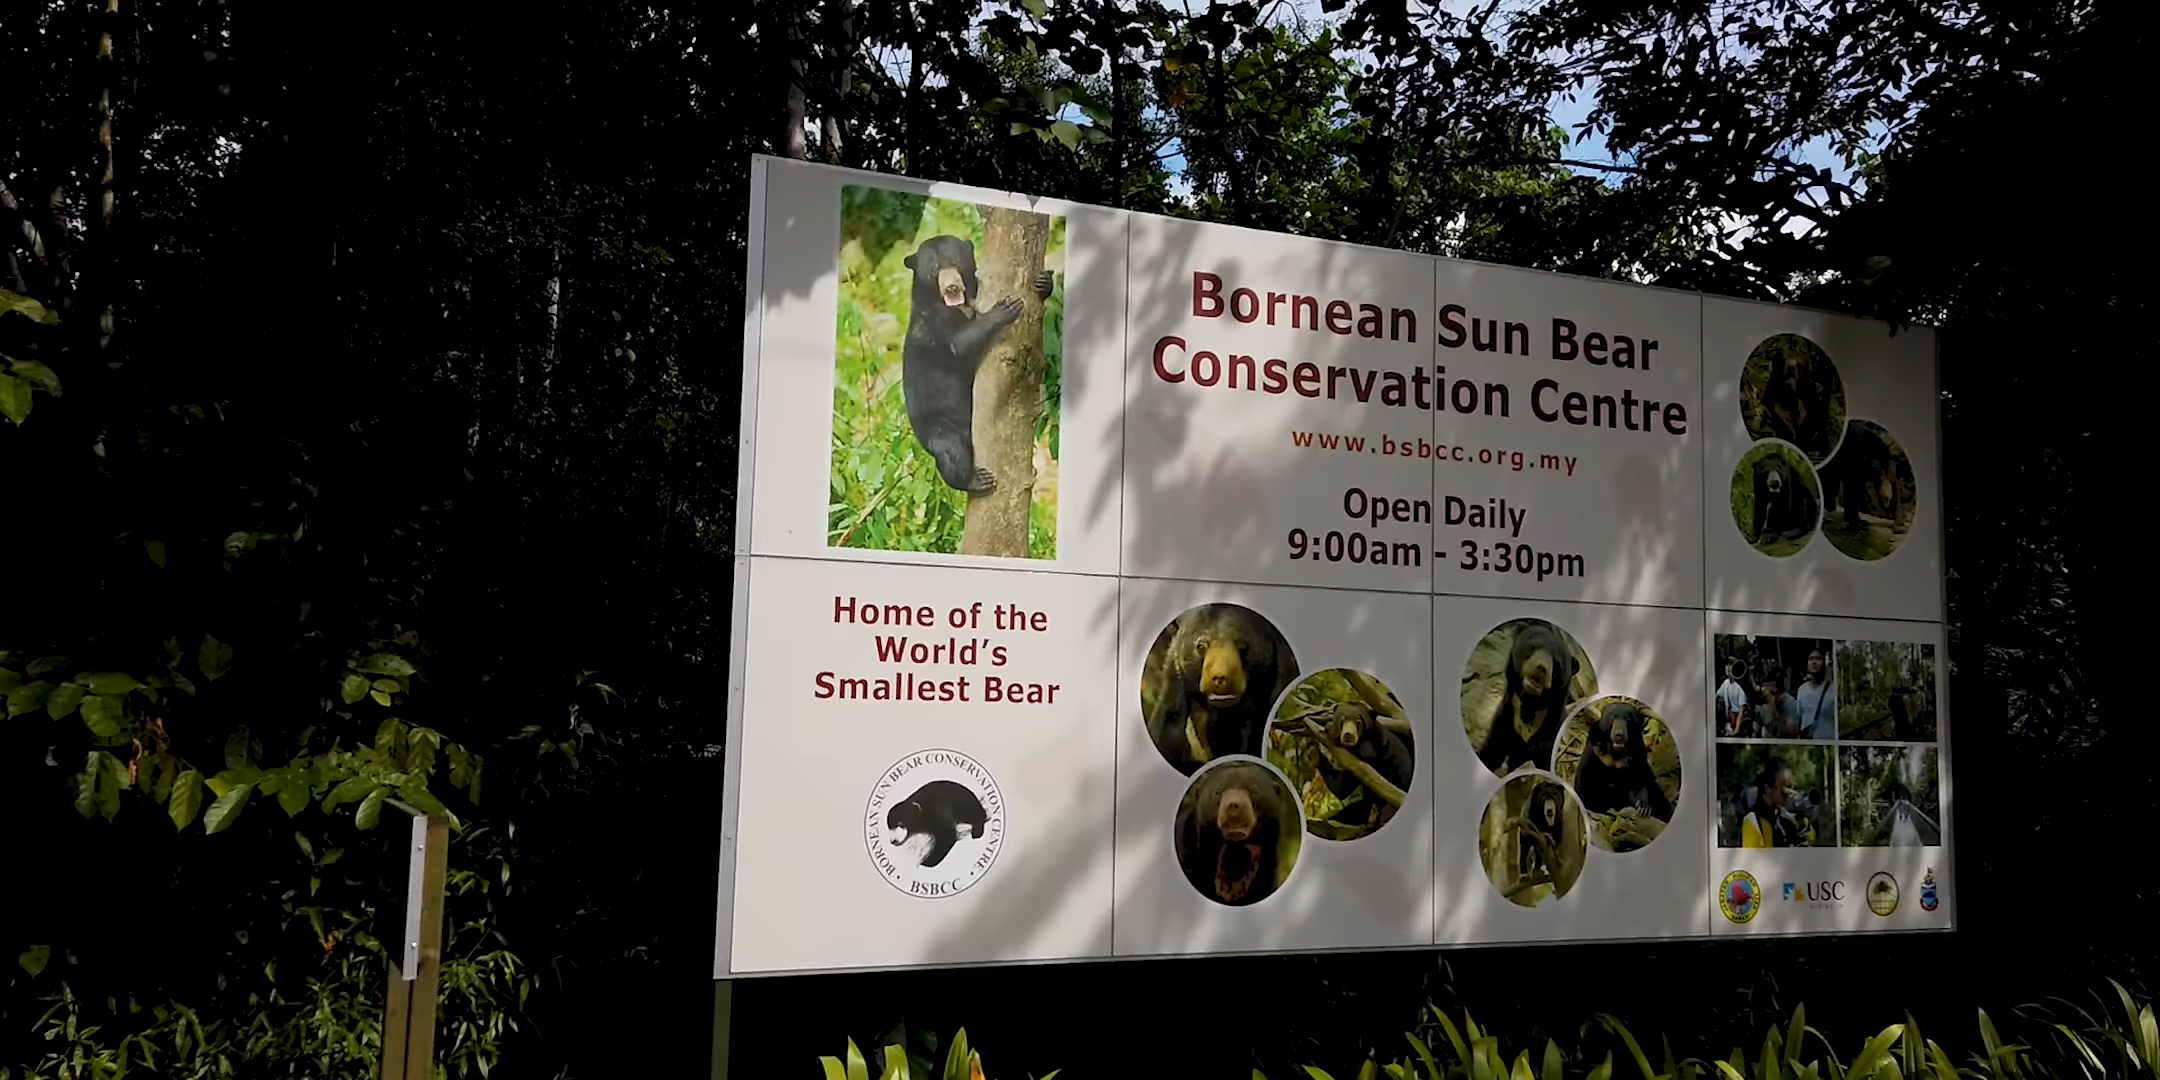 Bornean Sun Bear
Conservation Centre
www.bsbcc.org.my
Open Daily
9:00am - 3:30pm
Home of the
World's
Smallest Bear
BORNEAN SUN BEAR CONSERVATION CENTRE
• BSBCC •
USC